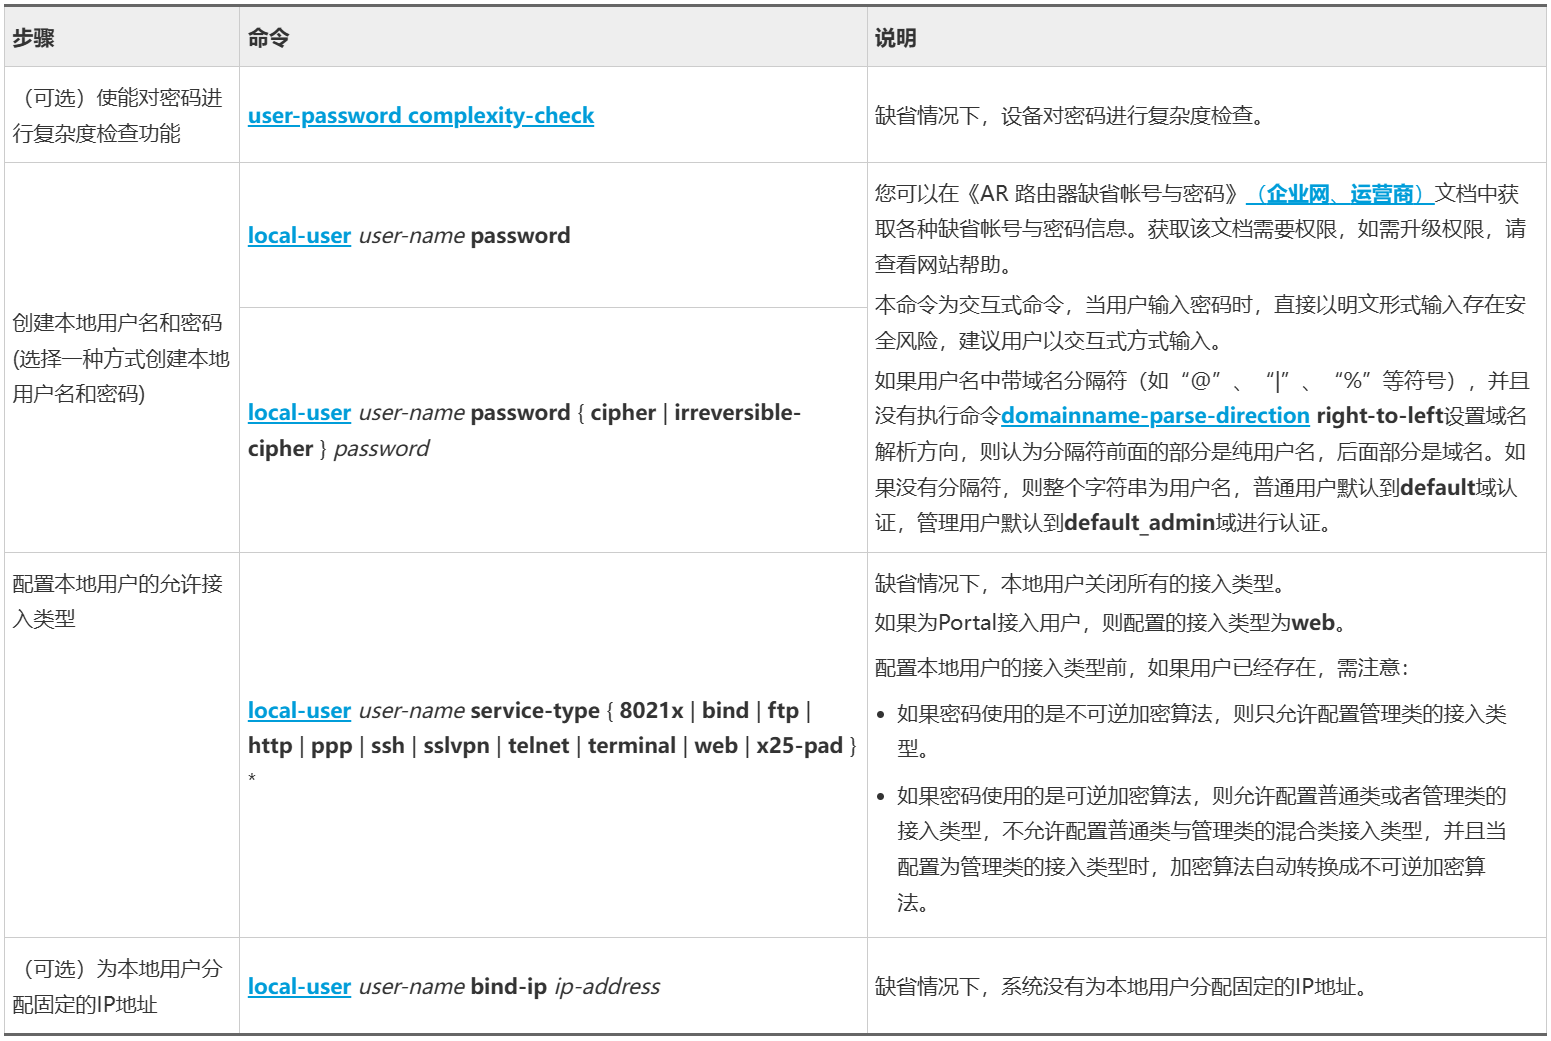 步骤
命令
说明
（可选）使能对密码进
行复杂度检查功能
user-password complexity-check
缺省情况下，设备对密码进行复杂度检查。
创建本地用户名和密码
(选择一种方式创建本地
用户名和密码)
local-user user-name password
local-user user-name password { cipher | irreversible-
cipher } password
您可以在《AR 路由器缺省帐号与密码》（企业网、运营商）文档中获
取各种缺省帐号与密码信息。获取该文档需要权限，如需升级权限，请
查看网站帮助。
本命令为交互式命令，当用户输入密码时，直接以明文形式输入存在安
全风险，建议用户以交互式方式输入。
如果用户名中带域名分隔符（如“@”、“|”、“%”等符号），并且
没有执行命令domainname-parse-direction right-to-left设置域名
解析方向，则认为分隔符前面的部分是纯用户名，后面部分是域名。如
果没有分隔符，则整个字符串为用户名，普通用户默认到default域认
证，管理用户默认到default_admin域进行认证。
配置本地用户的允许接
入类型
local-user user-name service-type { 8021x | bind | ftp |
http | ppp | ssh | sslvpn | telnet | terminal | web | x25-pad }
*
缺省情况下，本地用户关闭所有的接入类型。
如果为Portal接入用户，则配置的接入类型为web。
配置本地用户的接入类型前，如果用户已经存在，需注意：
• 如果密码使用的是不可逆加密算法，则只允许配置管理类的接入类
型。
• 如果密码使用的是可逆加密算法，则允许配置普通类或者管理类的
接入类型，不允许配置普通类与管理类的混合类接入类型，并且当
配置为管理类的接入类型时，加密算法自动转换成不可逆加密算
法。
（可选）为本地用户分
配固定的IP地址
local-user user-name bind-ip ip-address
缺省情况下，系统没有为本地用户分配固定的IP地址。